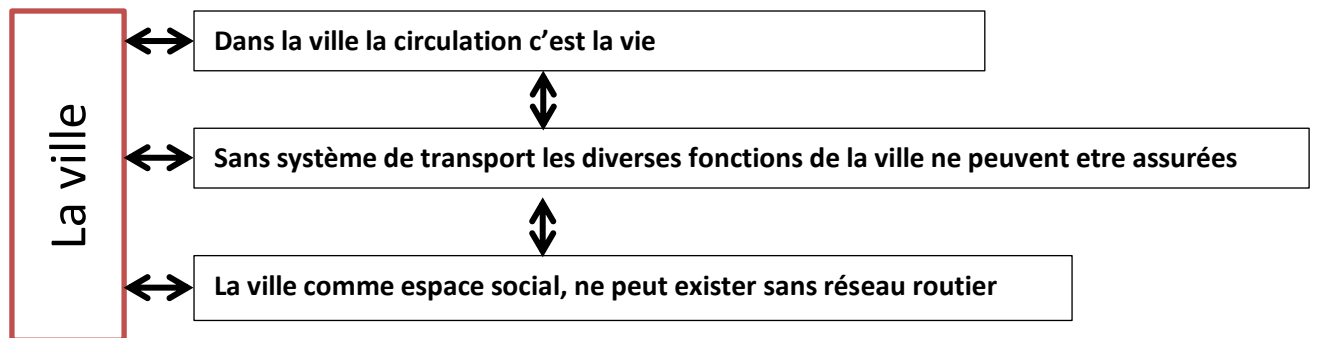 La ville
Dans la ville la circulation c’est la vie
Sans système de transport les diverses fonctions de la ville ne peuvent etre assurées
La ville comme espace social, ne peut exister sans réseau routier